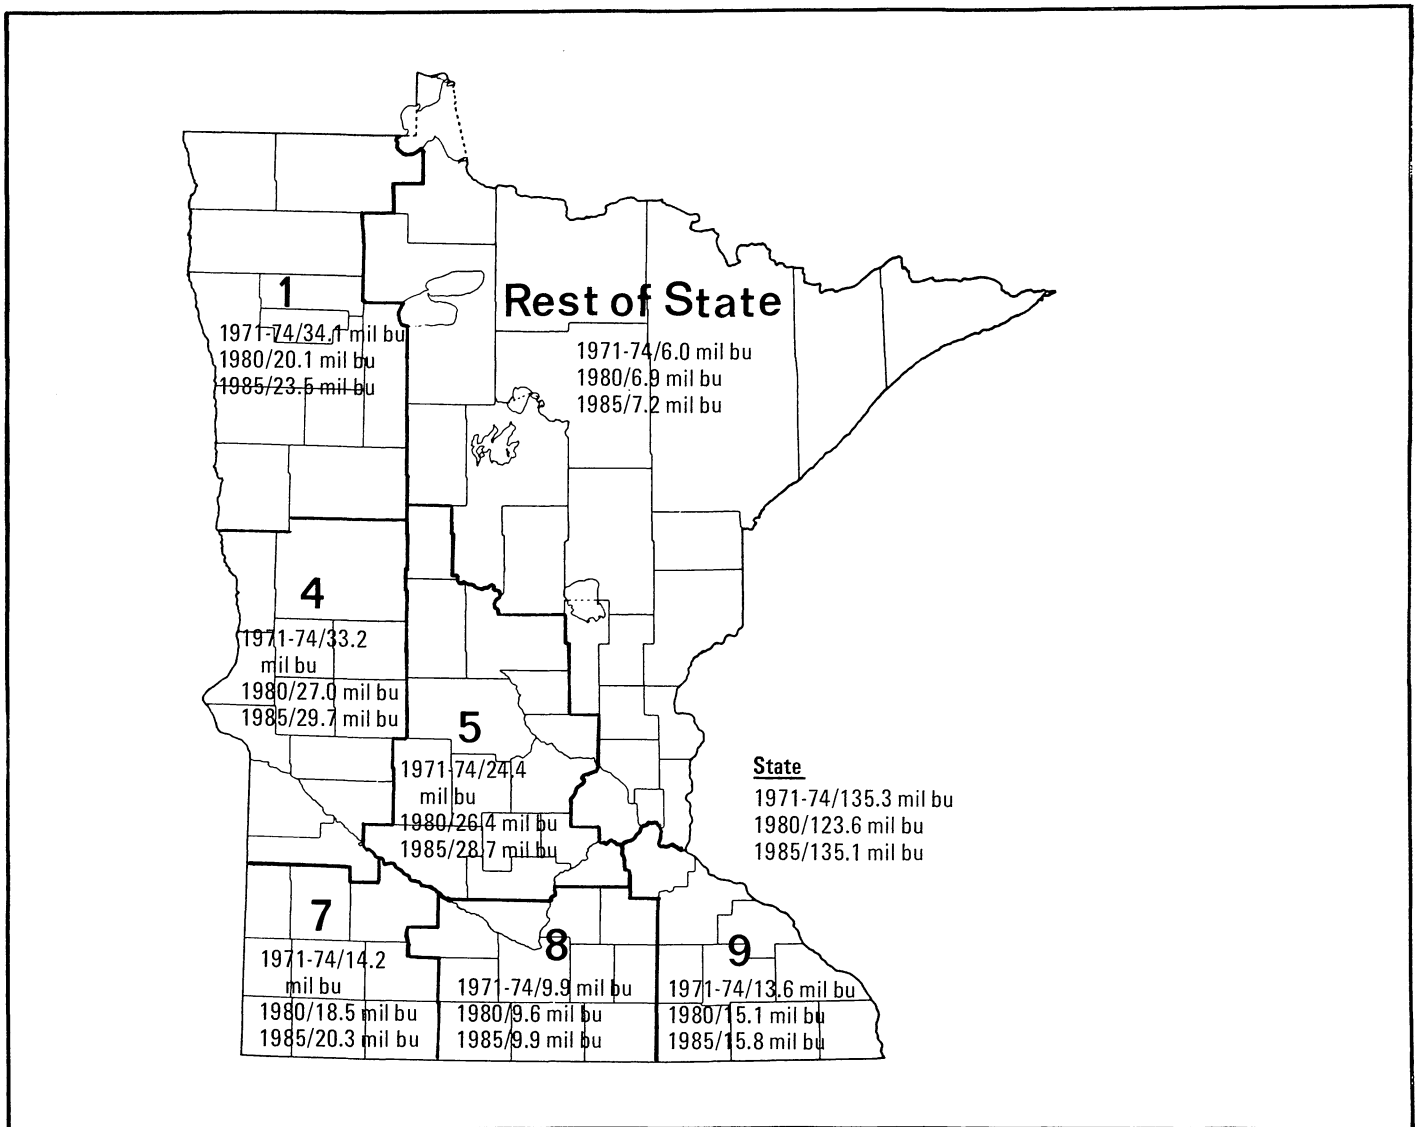 Rest of State
1971-74/6.0 mil bu
1980/6.9 mil bu
1985/7.2 mil bu
1
1971-74/34.1 mil bu
1980/20.1 mil bu
1985/23.5 mil bu
4
1971-74/33.2
mil bu
1980/27.0 mil bu
1985/29.7 mil bu
5
1971-74/24.4
mil bu
1980/26.4 mil bu
1985/28.7 mil bu
State
1971-74/135.3 mil bu
1980/123.6 mil bu
1985/135.1 mil bu
7
1971-74/14.2
mil bu
1980/18.5 mil bu
1985/20.3 mil bu
8
1971-74/9.9 mil bu
1980/9.6 mil bu
1985/9.9 mil bu
9
1971-74/13.6 mil bu
1980/15.1 mil bu
1985/15.8 mil bu